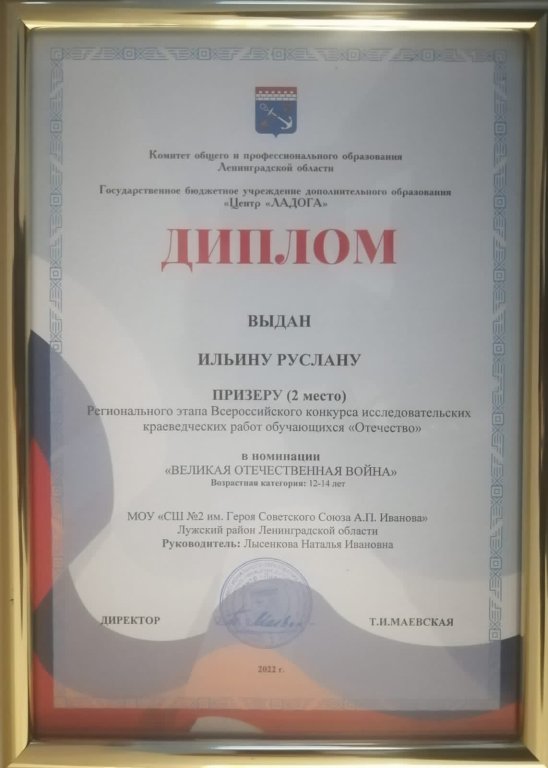 Комитет общего и профессионального образования
Ленинградской области
Государственное бюджетное учреждение дополнительного образования
«Центр «ЛАДОГА»
ДИПЛОМ
ВЫДАН
ИЛЬИНУ РУСЛАНУ
ПРИЗЕРУ (2 место)
Регионального этапа Всероссийского конкурса исследовательских
краеведческих работ обучающихся «Отечество»
в номинации
«ВЕЛИКАЯ ОТЕЧЕСТВЕННАЯ ВОЙНА»
Возрастная категория: 12-14 лет
МОУ «СШ №2 им. Героя Советского Союза А.П. Иванова»
Лужский район Ленинградской области
Руководитель: Лысенкова Наталья Ивановна
ДИРЕКТОР
Т.И.МАЕВСКАЯ
2022 г.